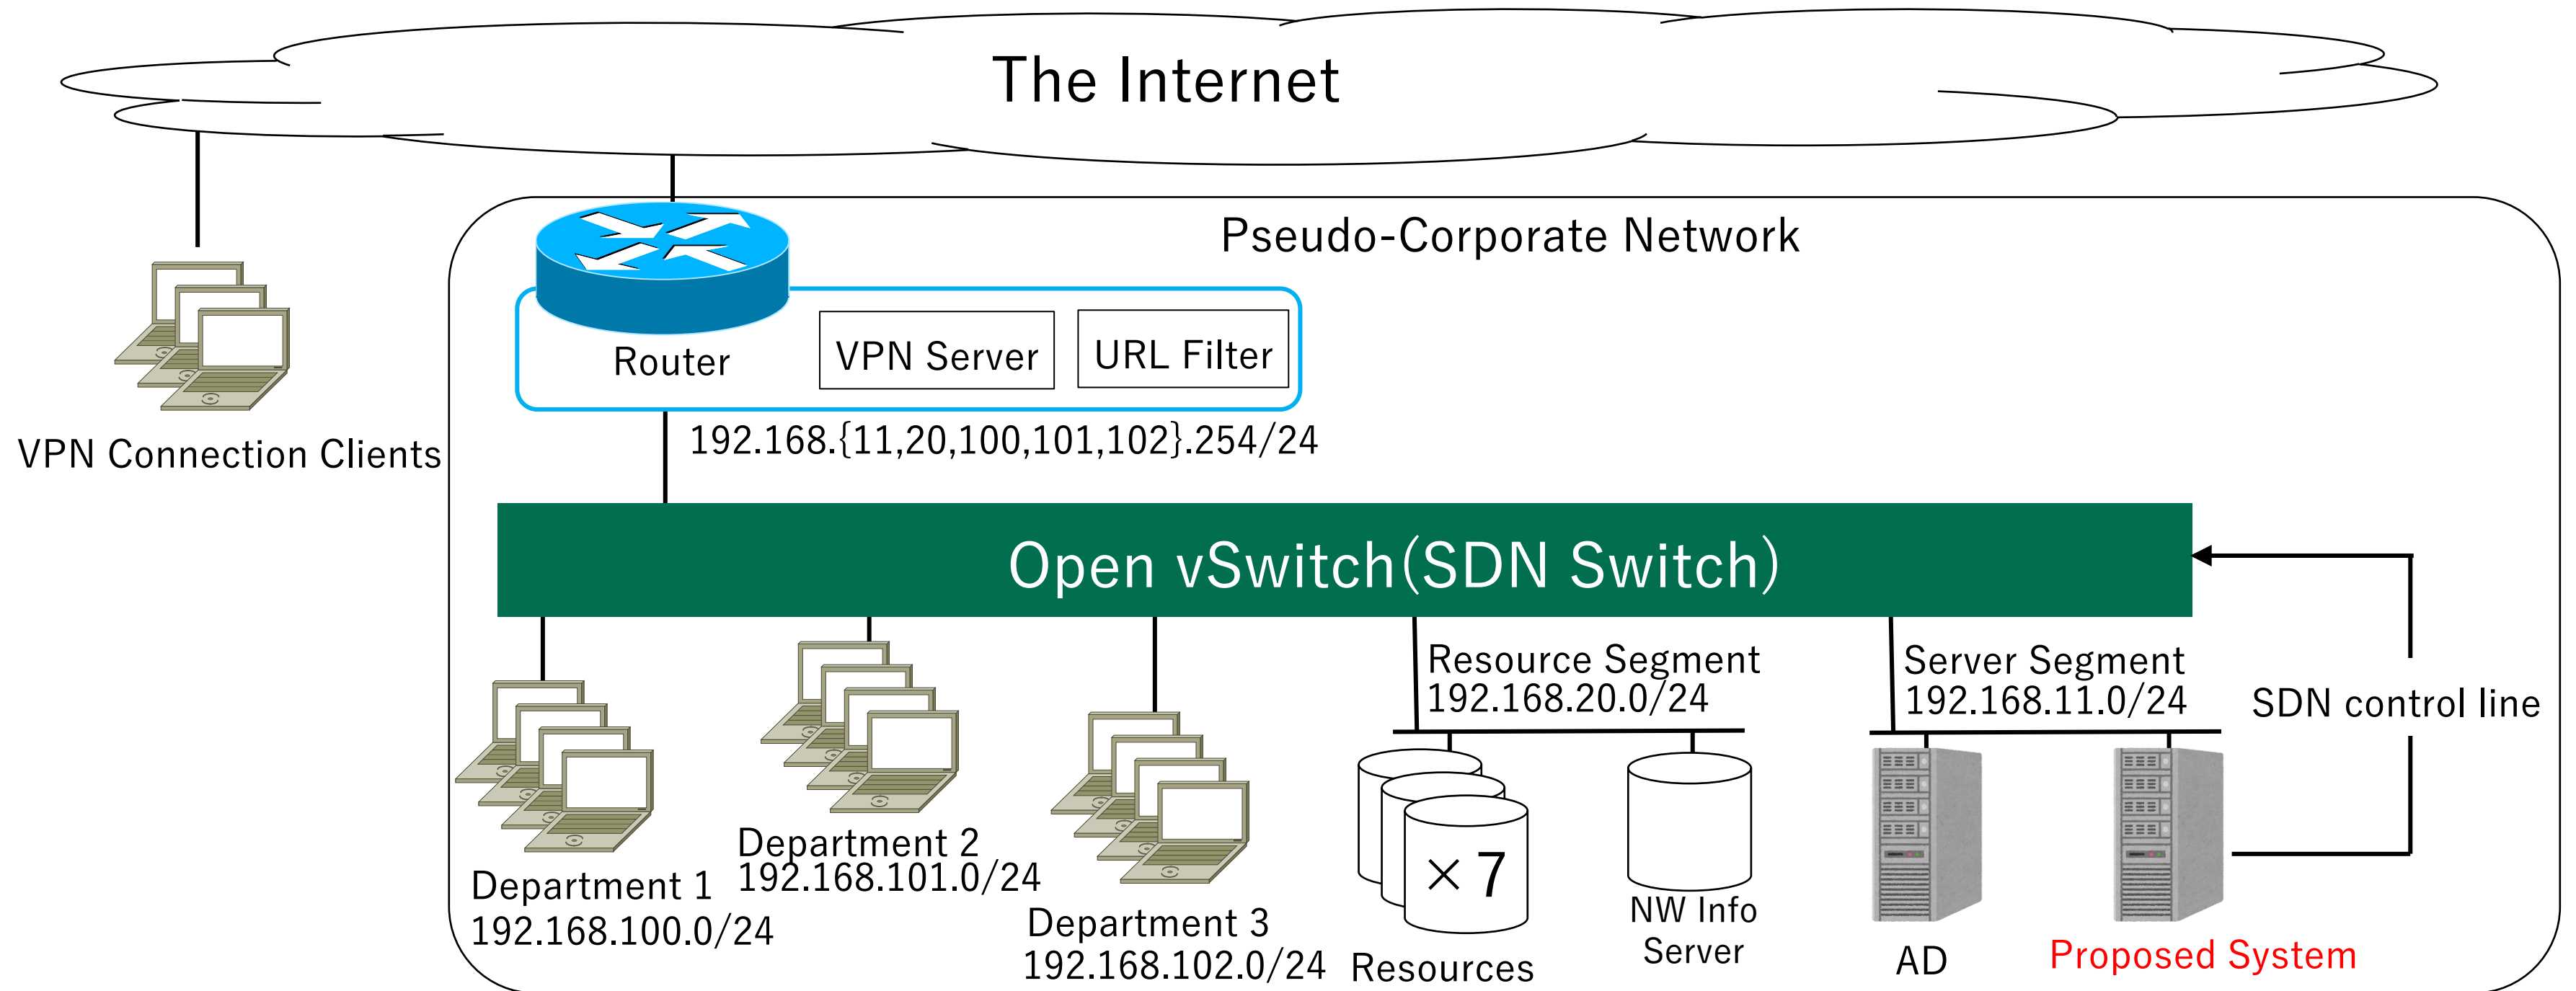 The Internet
Pseudo-Corporate Network
Router
VPN Server
URL Filter
VPN Connection Clients
192.168.{11,20,100,101,102}.254/24
Open vSwitch(SDN Switch)
Resource Segment
192.168.20.0/24
Server Segment
192.168.11.0/24
SDN control line
Department 1
192.168.100.0/24
Department 2
192.168.101.0/24
Department 3
192.168.102.0/24
×7
Resources
NW Info
Server
AD
Proposed System